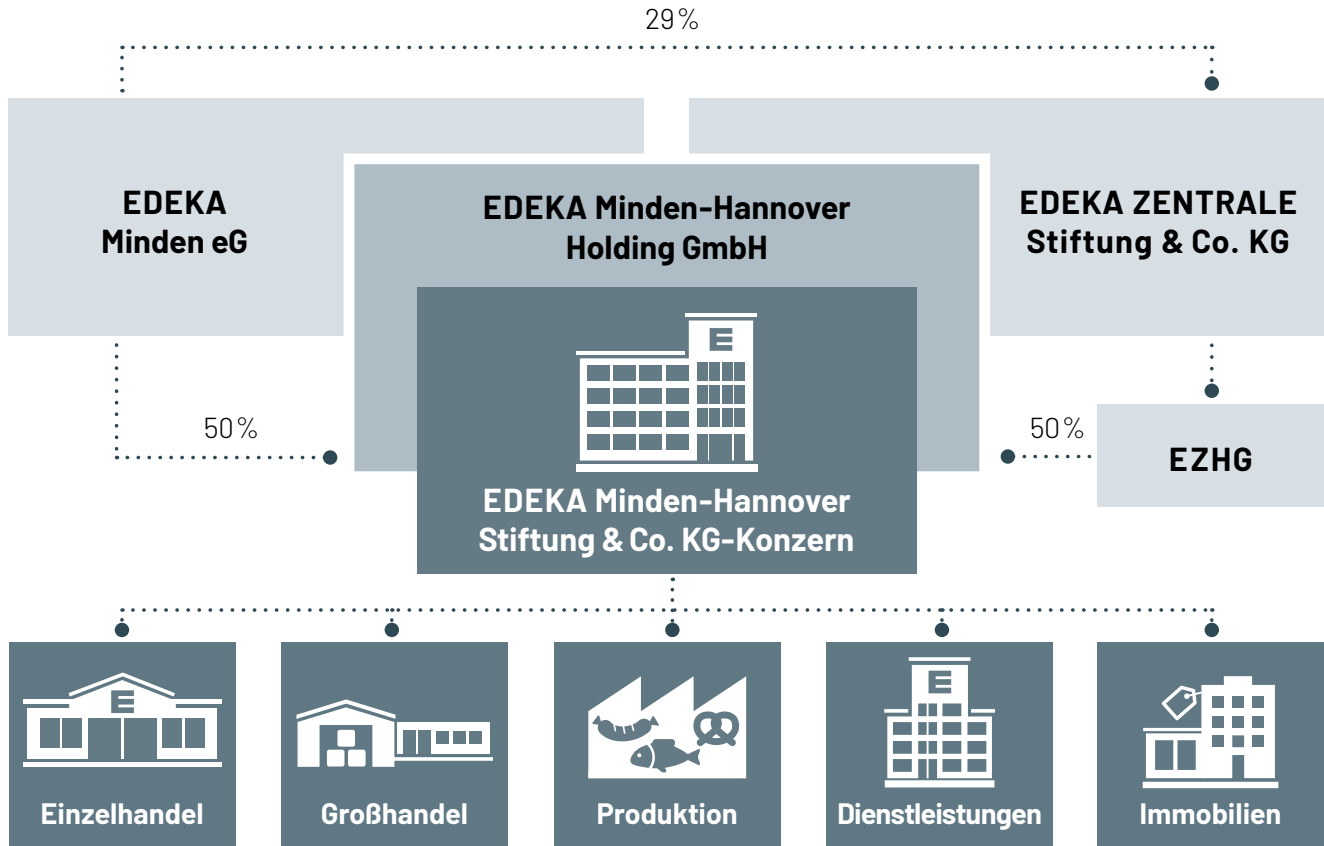 29%
EDEKA
Minden eG
EDEKA Minden-Hannover
Holding GmbH
EDEKA ZENTRALE
Stiftung & Co. KG
E
50%
50%
EZHG
EDEKA Minden-Hannover
Stiftung & Co. KG-Konzern
E
E
Einzelhandel
Großhandel
Produktion
Dienstleistungen
Immobilien